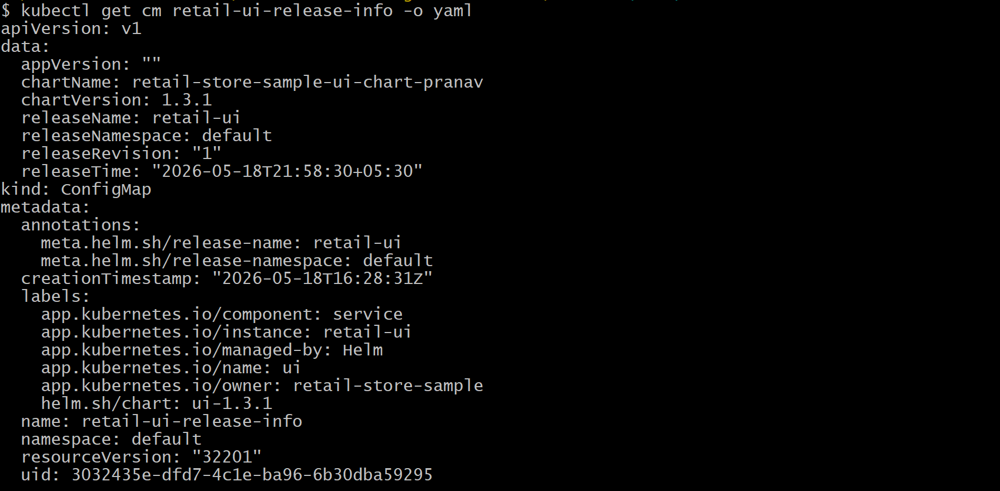 $ kubectl get cm retail-ui-release-info -o yaml
apiVersion: v1
data:
  appVersion: ""
  chartName: retail-store-sample-ui-chart-pranav
  chartVersion: 1.3.1
  releaseName: retail-ui
  releaseNamespace: default
  releaseRevision: "1"
  releaseTime: "2026-05-18T21:58:30+05:30"
kind: ConfigMap
metadata:
  annotations:
    meta.helm.sh/release-name: retail-ui
    meta.helm.sh/release-namespace: default
  creationTimestamp: "2026-05-18T16:28:31Z"
  labels:
    app.kubernetes.io/component: service
    app.kubernetes.io/instance: retail-ui
    app.kubernetes.io/managed-by: Helm
    app.kubernetes.io/name: ui
    app.kubernetes.io/owner: retail-store-sample
    helm.sh/chart: ui-1.3.1
  name: retail-ui-release-info
  namespace: default
  resourceVersion: "32201"
  uid: 3032435e-dfd7-4c1e-ba96-6b30dba59295